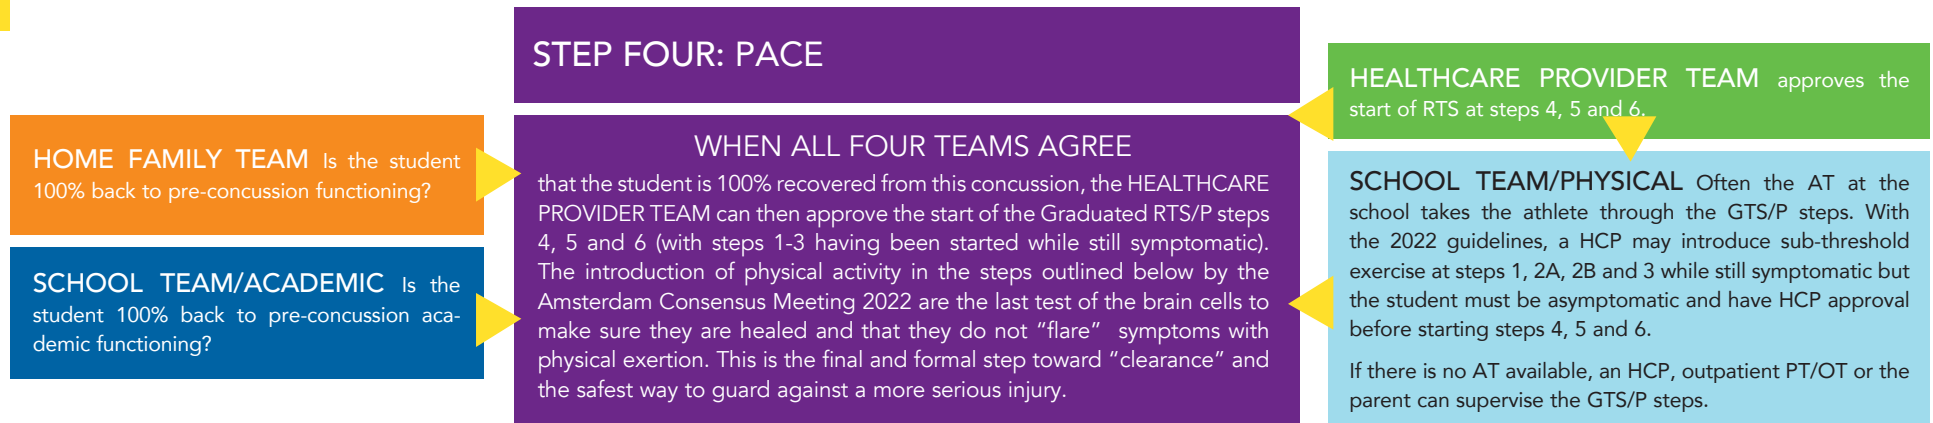 STEP FOUR: PACE
HOME FAMILY TEAM Is the student
100% back to pre-concussion functioning?
SCHOOL TEAM/ACADEMIC Is the
student 100% back to pre-concussion aca-
demic functioning?
WHEN ALL FOUR TEAMS AGREE
that the student is 100% recovered from this concussion, the HEALTHCARE
PROVIDER TEAM can then approve the start of the Graduated RTS/P steps
4, 5 and 6 (with steps 1-3 having been started while still symptomatic).
The introduction of physical activity in the steps outlined below by the
Amsterdam Consensus Meeting 2022 are the last test of the brain cells to
make sure they are healed and that they do not “flare” symptoms with
physical exertion. This is the final and formal step toward “clearance” and
the safest way to guard against a more serious injury.
HEALTHCARE PROVIDER TEAM approves the
start of RTS at steps 4, 5 and 6.
SCHOOL TEAM/PHYSICAL Often the AT at the
school takes the athlete through the GTS/P steps. With
the 2022 guidelines, a HCP may introduce sub-threshold
exercise at steps 1, 2A, 2B and 3 while still symptomatic but
the student must be asymptomatic and have HCP approval
before starting steps 4, 5 and 6.
If there is no AT available, an HCP, outpatient PT/OT or the
parent can supervise the GTS/P steps.